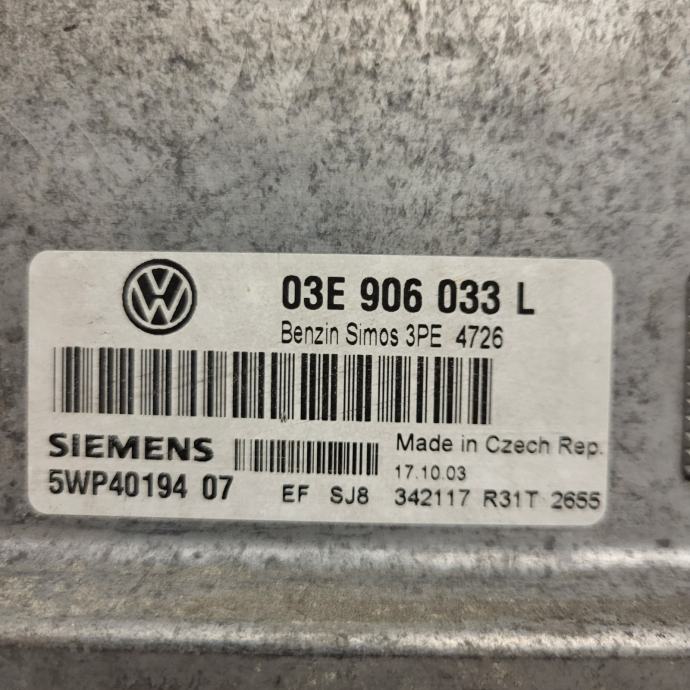 03E 906 033 L
Benzin Simos 3PE 4726
SIEMENS
Made in Czech Rep.
17.10.03
5WP40194 07
EF SJ8 342117 R31T 2655